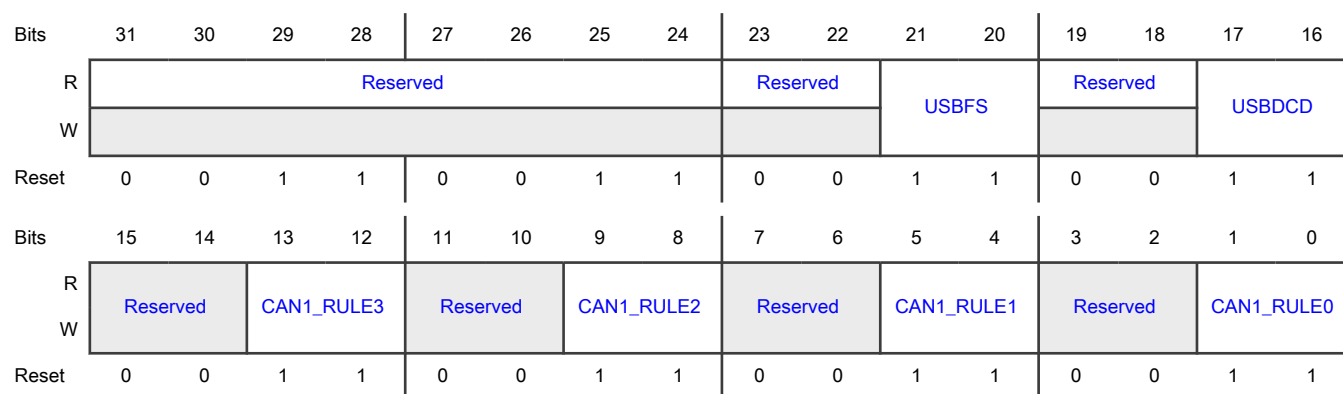 Bits 31 30 29 28 27 26 25 24 23 22 21 20 19 18 17 16
R Reserved Reserved USBFS Reserved USBDCD
W
Reset 0 0 1 1 0 0 1 1 0 0 1 1 0 0 1 1
Bits 15 14 13 12 11 10 9 8 7 6 5 4 3 2 1 0
R Reserved CAN1_RULE3 Reserved CAN1_RULE2 Reserved CAN1_RULE1 Reserved CAN1_RULE0
W
Reset 0 0 1 1 0 0 1 1 0 0 1 1 0 0 1 1